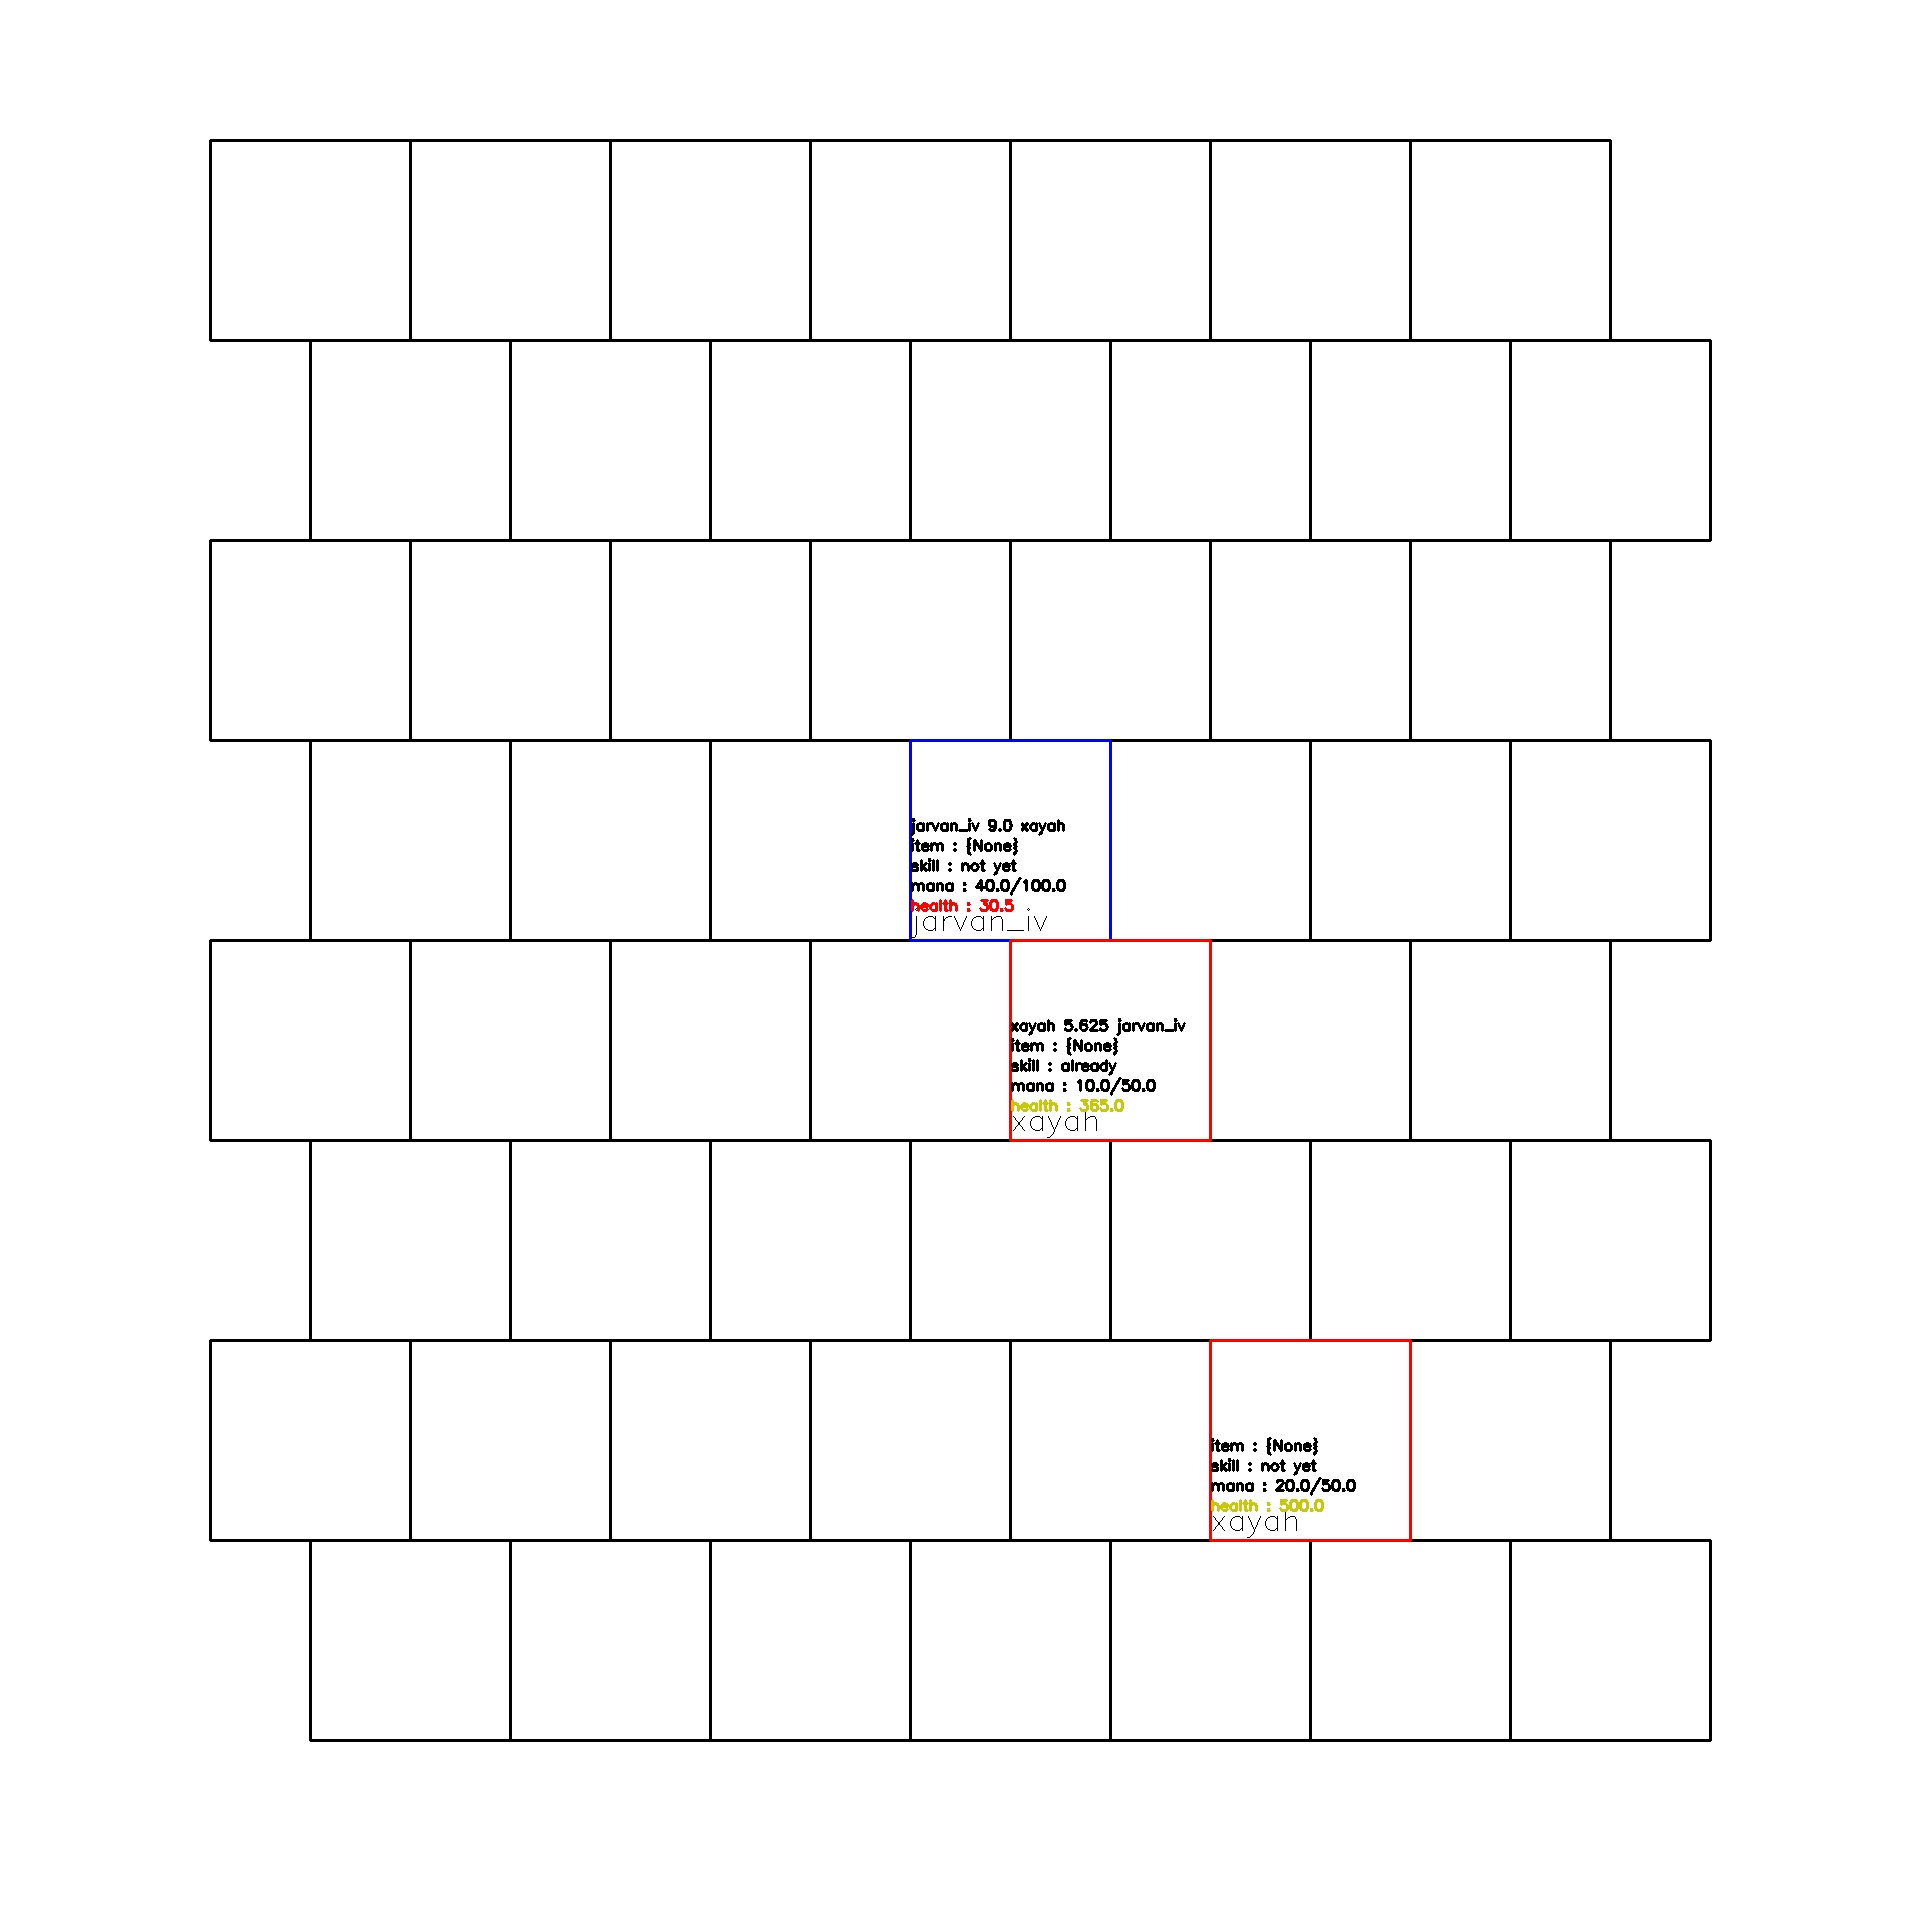 jarvan_iv 9.0 xayah
item : {None}
skill : not yet
mana : 40.0/100.0
health : 30.5
jarvan_iv
xayah 5.625 jarvan_iv
item : {None}
skill : already
mana : 10.0/50.0
health : 365.0
xayah
item : {None}
skill : not yet
mana : 20.0/50.0
health : 500.0
xayah